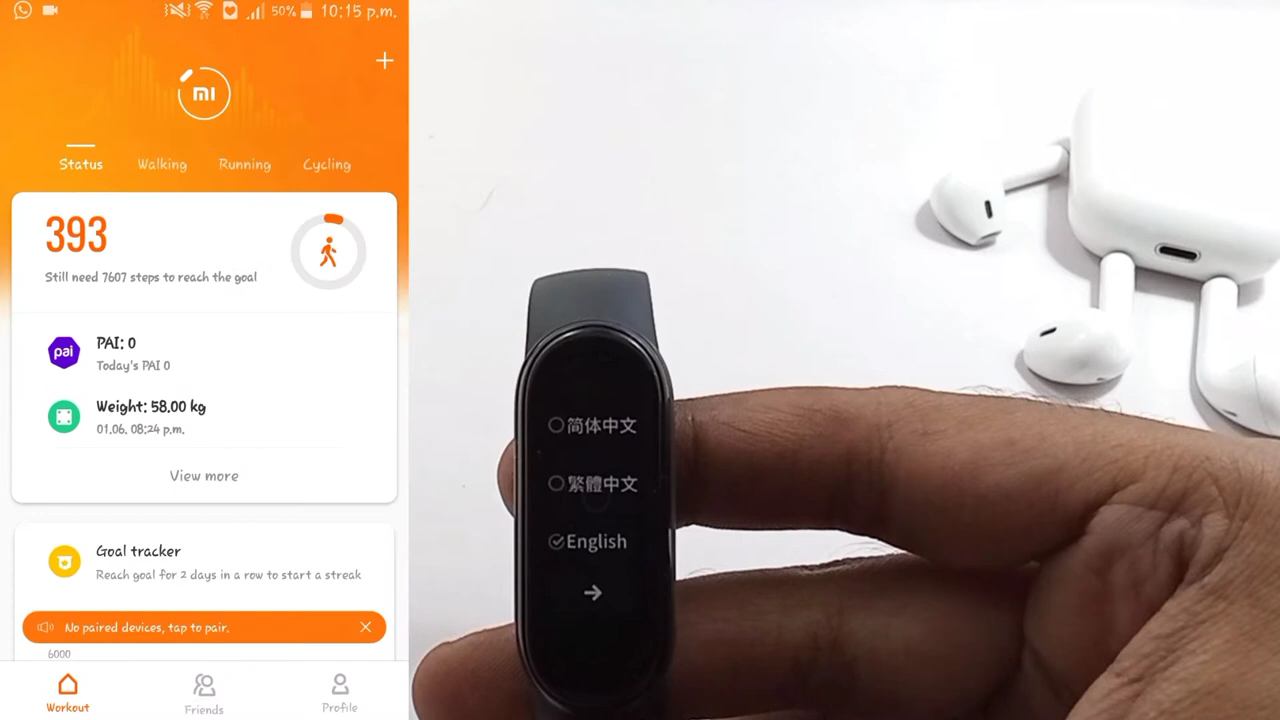 50% 10:15 p.m.
mi
Status Walking Running Cycling
393
Still need 7607 steps to reach the goal
pai
PAI: 0
Today's PAI 0
Weight: 58.00 kg
01.06. 08:24 p.m.
View more
Goal tracker
Reach goal for 2 days in a row to start a streak
No paired devices, tap to pair.
6000
Workout Friends Profile
简体中文
繁體中文
English